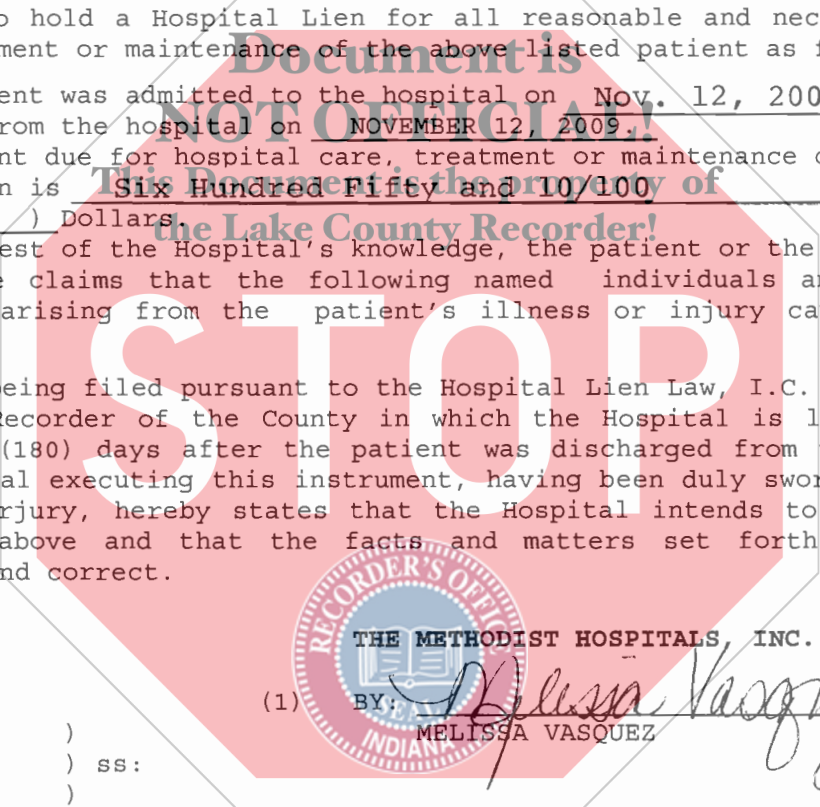 o hold a Hospital Lien for all reasonable and nec
ment or maintenance of the above listed patient as f
Document is
ent was admitted to the hospital on Nov. 12, 200
NOT OFFICIAL!
rom the hospital on NOVEMBER 12, 2009.
nt due for hospital care, treatment or maintenance
This Document is the property of
n is Six Hundred Fifty and 10/100
) Dollars.
the Lake County Recorder!
est of the Hospital's knowledge, the patient or the
e claims that the following named individuals a
arising from the patient's illness or injury ca
STOP
being filed pursuant to the Hospital Lien Law, I.C.
Recorder of the County in which the Hospital is l
(180) days after the patient was discharged from
al executing this instrument, having been duly swor
rjury, hereby states that the Hospital intends to
above and that the facts and matters set forth
nd correct.
RECORDER'S OFFICE
SEAL
INDIANA
THE METHODIST HOSPITALS, INC.
(1) BY: Melissa Vasqu
MELISSA VASQUEZ
)
) ss:
)